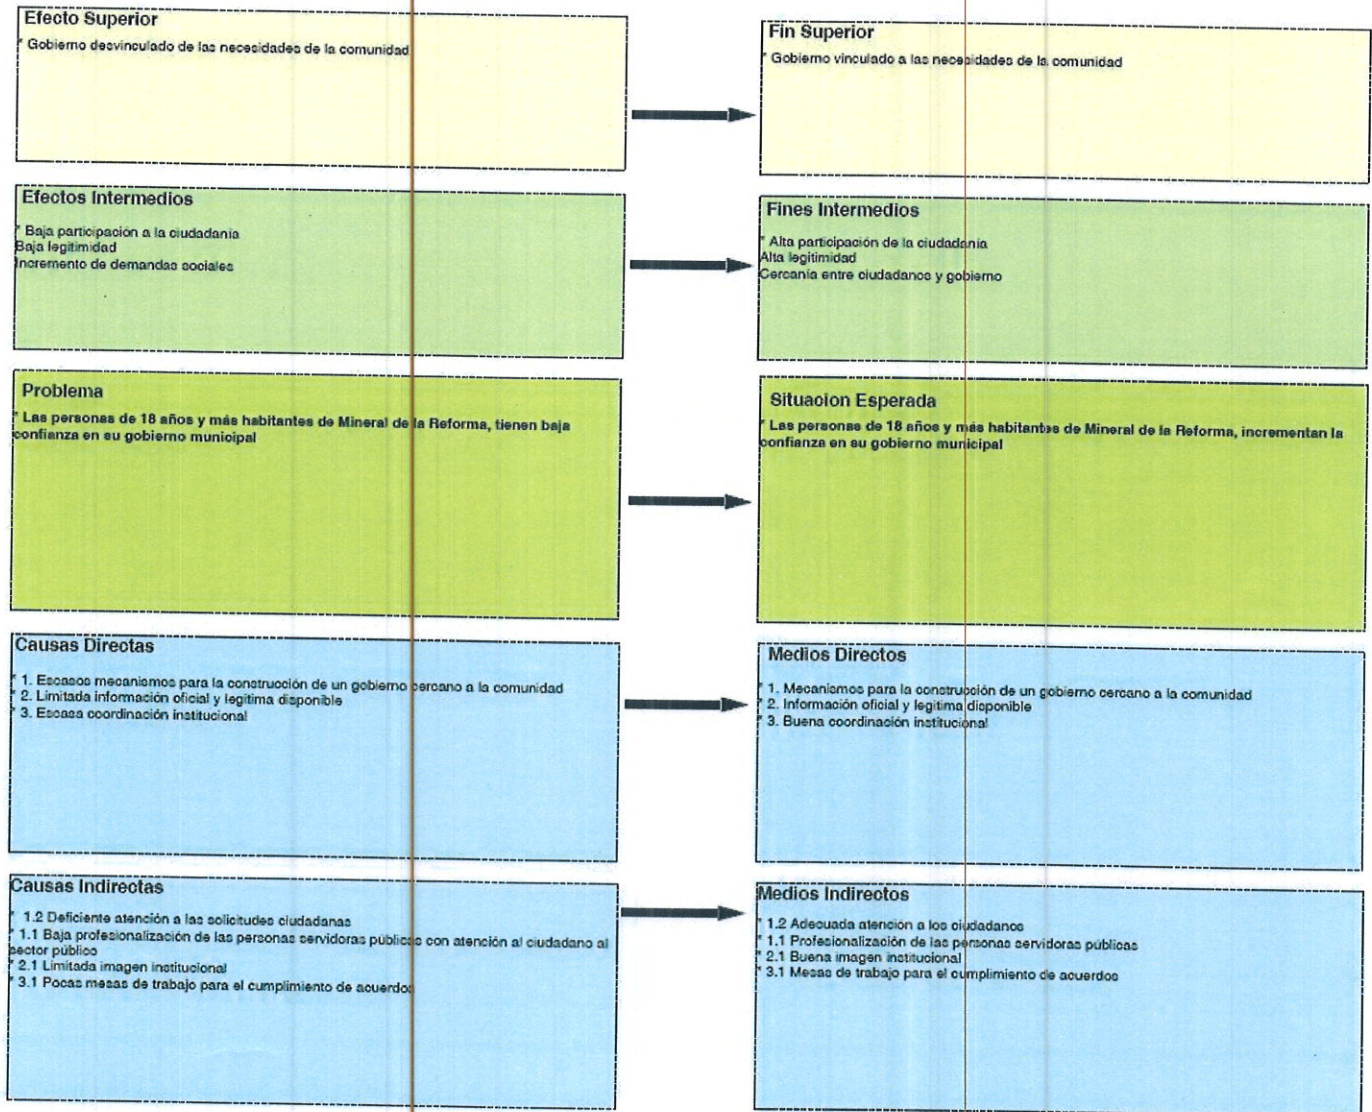 Efecto Superior
* Gobierno desvinculado de las necesidades de la comunidad
Fin Superior
* Gobierno vinculado a las necesidades de la comunidad
Efectos Intermedios
* Baja participación a la ciudadanía
Baja legitimidad
Incremento de demandas sociales
Fines Intermedios
* Alta participación de la ciudadanía
Alta legitimidad
Cercanía entre ciudadanos y gobierno
Problema
* Las personas de 18 años y más habitantes de Mineral de la Reforma, tienen baja
confianza en su gobierno municipal
Situacion Esperada
* Las personas de 18 años y más habitantes de Mineral de la Reforma, incrementan la
confianza en su gobierno municipal
Causas Directas
* 1. Escasos mecanismos para la construcción de un gobierno cercano a la comunidad
* 2. Limitada información oficial y legitima disponible
* 3. Escasa coordinación institucional
Medios Directos
* 1. Mecanismos para la construcción de un gobierno cercano a la comunidad
* 2. Información oficial y legitima disponible
* 3. Buena coordinación institucional
Causas Indirectas
* 1.2 Deficiente atención a las solicitudes ciudadanas
* 1.1 Baja profesionalización de las personas servidoras públicas con atención al ciudadano al
sector público
* 2.1 Limitada imagen institucional
* 3.1 Pocas mesas de trabajo para el cumplimiento de acuerdos
Medios Indirectos
* 1.2 Adecuada atención a los ciudadanos
* 1.1 Profesionalización de las personas servidoras públicas
* 2.1 Buena imagen institucional
* 3.1 Mesas de trabajo para el cumplimiento de acuerdos